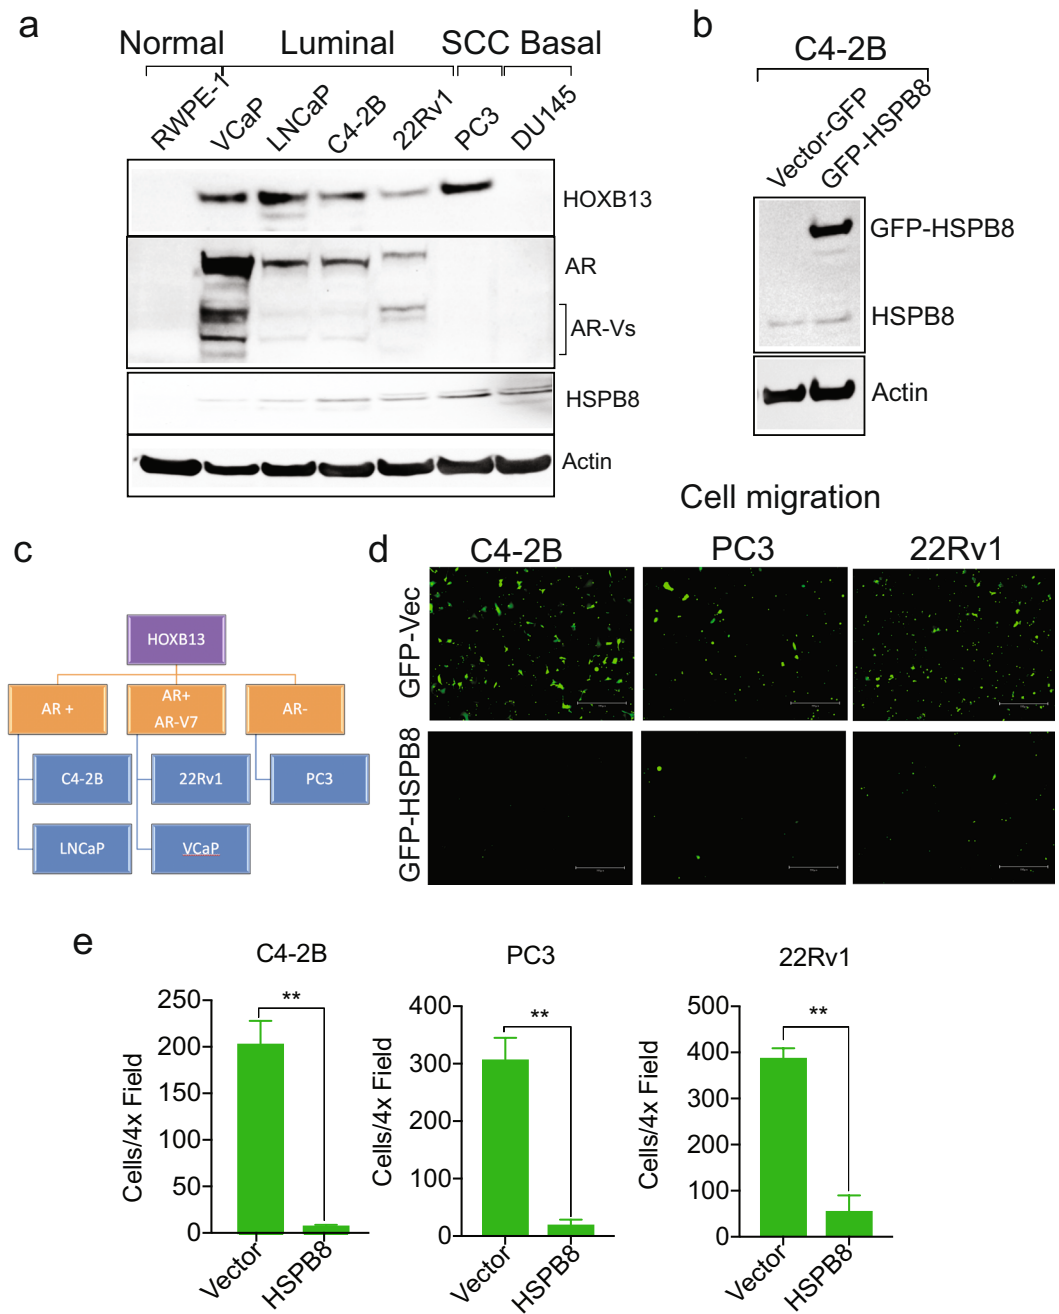 a
Normal Luminal SCC Basal
RWPE-1 VCaP LNCaP C4-2B 22Rv1 PC3 DU145
HOXB13
AR
AR-Vs
HSPB8
Actin
b
C4-2B
Vector-GFP GFP-HSPB8
GFP-HSPB8
HSPB8
Actin
c
HOXB13
AR + AR+ AR-V7 AR-
C4-2B 22Rv1 PC3
LNCaP VCaP
Cell migration
d
C4-2B PC3 22Rv1
GFP-Vec
GFP-HSPB8
e
C4-2B
Cells/4x Field
250
200
150
100
50
0
**
Vector HSPB8
PC3
Cells/4x Field
400
300
200
100
0
**
Vector HSPB8
22Rv1
Cells/4x Field
500
400
300
200
100
0
**
Vector HSPB8